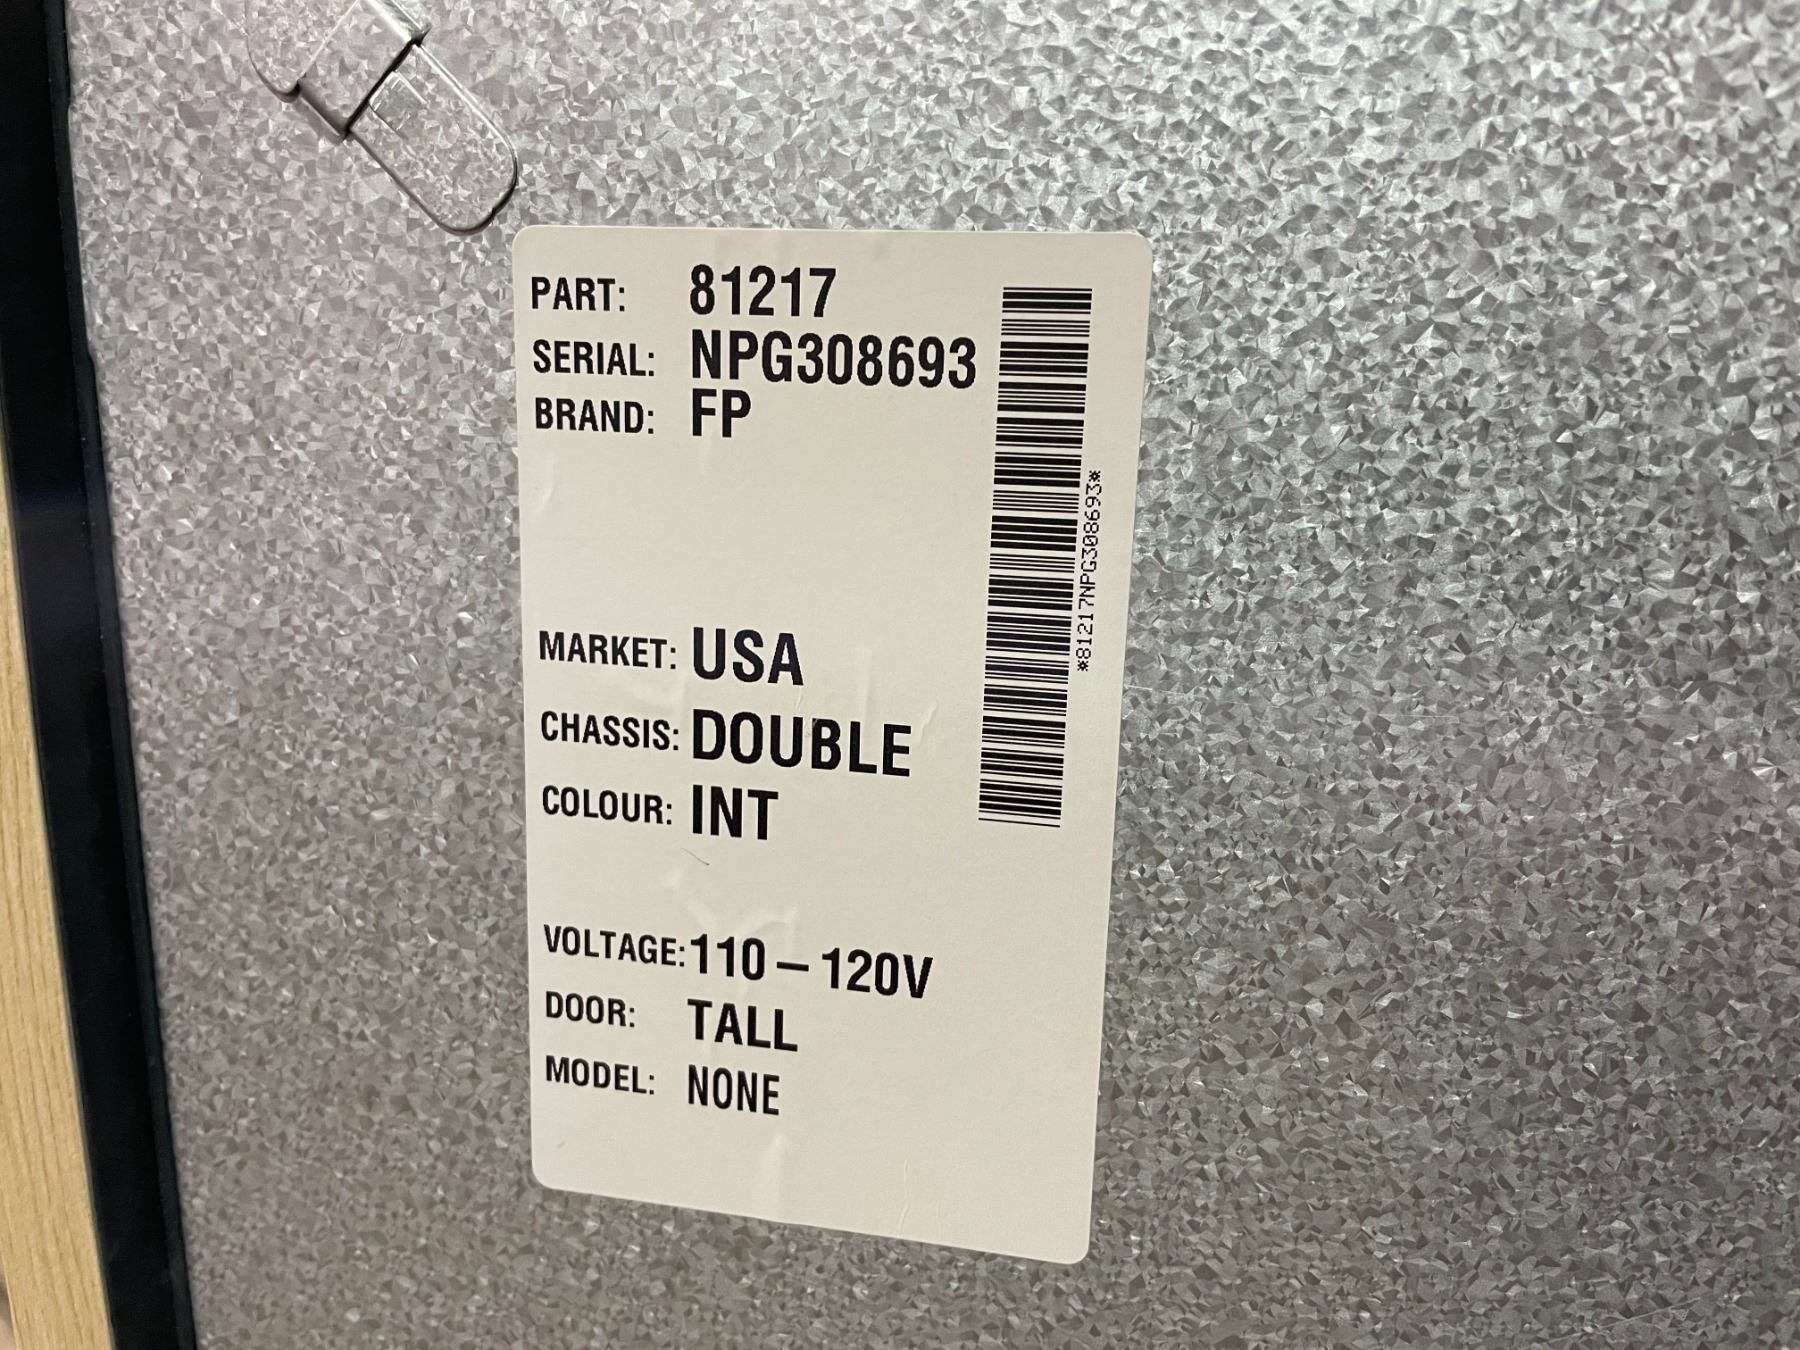 PART: 81217
SERIAL: NPG308693
BRAND: FP
MARKET: USA
CHASSIS: DOUBLE
COLOUR: INT
VOLTAGE: 110 – 120V
DOOR: TALL
MODEL: NONE
*81217NPG308693*